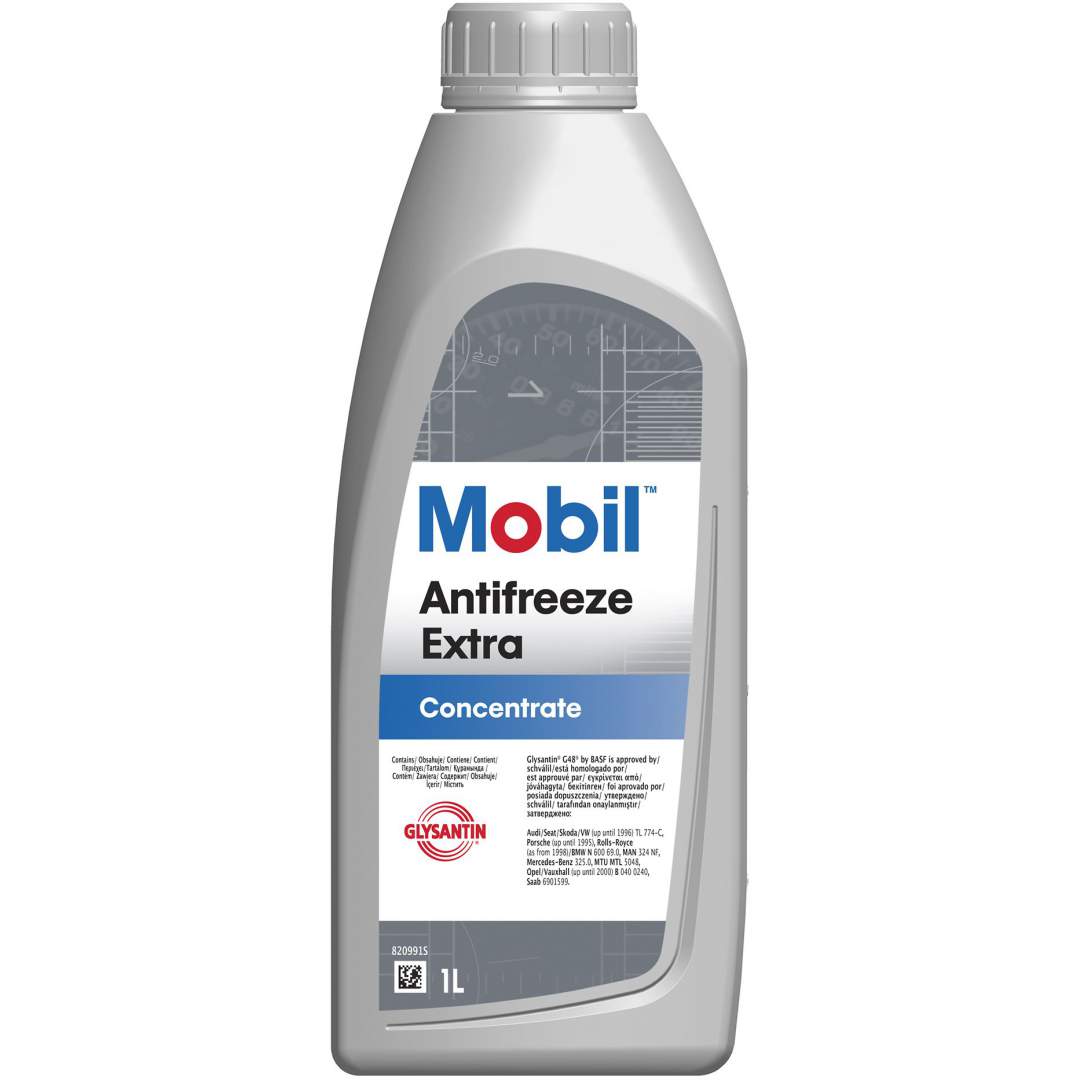 Mobil™
Antifreeze
Extra
Concentrate
Contains/ Obsahuje/ Contiene/ Contient/
Περιέχει/Tartalom/ Құрамында /
Contém/ Zawiera/ Содержит/ Obsahuje/
İçerir/ Містить
GLYSANTIN®
Glysantin® G48® by BASF is approved by/
schválil/está homologado por/
est approuvé par/ εγκρίνεται από/
jóváhagyta/ бекітілген/ foi aprovado por/
posiada dopuszczenia/ утверждено/
schválil/ tarafından onaylanmıştır/
затверджено:
Audi/Seat/Skoda/VW (up until 1996) TL 774-C,
Porsche (up until 1995), Rolls-Royce
(as from 1998)/BMW N 600 69.0, MAN 324 NF,
Mercedes-Benz 325.0, MTU MTL 5048,
Opel/Vauxhall (up until 2000) B 040 0240,
Saab 6901599.
820991S
1L